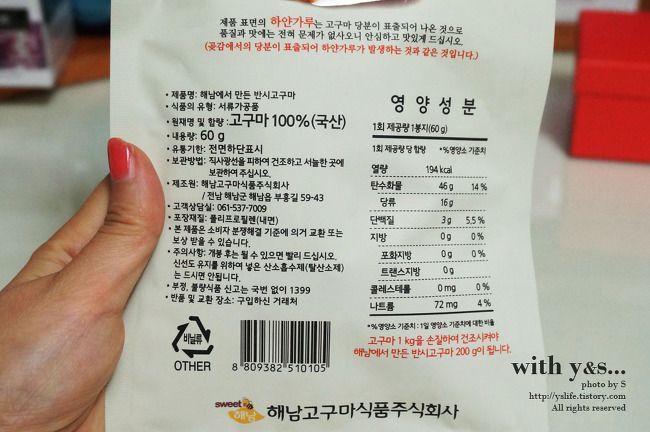 제품 표면의 하얀가루는 고구마 당분이 표출되어 나온 것으로
품질과 맛에는 전혀 문제가 없사오니 안심하고 맛있게 드십시오.
(곶감에서의 당분이 표출되어 하얀가루가 발생하는 것과 같은 것입니다.)
• 제품명: 해남에서 만든 반시고구마
• 식품의 유형: 서류가공품
• 원재명 및 함량: 고구마 100%(국산)
• 내용량: 60 g
• 유통기한: 전면하단표시
• 보관방법: 직사광선을 피하여 건조하고 서늘한 곳에
보관하여 주십시오.
• 제조원: 해남고구마식품주식회사
/ 전남 해남군 해남읍 부흥길 59-43
• 고객상담실: 061-537-7009
• 포장재질: 폴리프로필렌(내면)
• 본 제품은 소비자 분쟁해결 기준에 의거 교환 또는
보상 받을 수 있습니다.
• 주의사항: 개봉 후는 될 수 있으면 빨리 드십시오.
신선도 유지를 위하여 넣은 산소흡수제(탈산소제)
는 드시면 안됩니다.
• 부정, 불량식품 신고는 국번 없이 1399
• 반품 및 교환 장소: 구입하신 거래처
영 양 성 분
1회 제공량 1봉지(60 g)
1회 제공량 당 함량 *%영양소 기준치
열량 194 kcal
탄수화물 46 g 14 %
당류 16 g
단백질 3 g 5,5 %
지방 0 g 0 %
포화지방 0 g 0 %
트랜스지방 0 g
콜레스테롤 0 mg 0 %
나트륨 72 mg 4 %
*%영양소 기준치 : 1일 영양소 기준치에 대한 비율
고구마 1 kg을 손질하여 건조시켜야
해남에서 만든 반시고구마 200 g이 됩니다.
비닐류
OTHER
8 809382 510105
sweet
해남
해남고구마식품주식회사
with y&s...
photo by S
http://yslife.tistory.com
All rights reserved